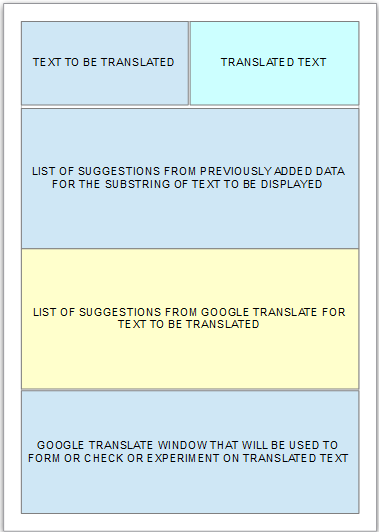 TEXT TO BE TRANSLATED
TRANSLATED TEXT
LIST OF SUGGESTIONS FROM PREVIOUSLY ADDED DATA
FOR THE SUBSTRING OF TEXT TO BE DISPLAYED
LIST OF SUGGESTIONS FROM GOOGLE TRANSLATE FOR
TEXT TO BE TRANSLATED
GOOGLE TRANSLATE WINDOW THAT WILL BE USED TO
FORM OR CHECK OR EXPERIMENT ON TRANSLATED TEXT